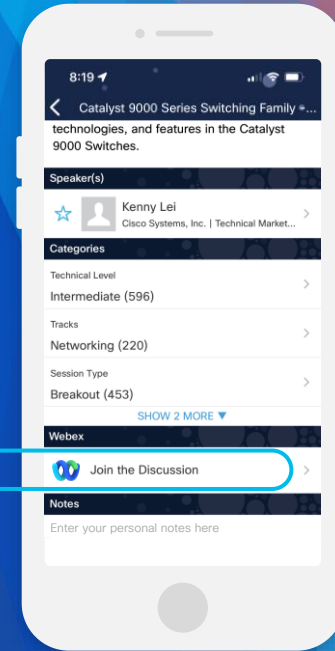 8:19
Catalyst 9000 Series Switching Family -...
technologies, and features in the Catalyst
9000 Switches.
Speaker(s)
Kenny Lei
Cisco Systems, Inc. | Technical Market...
Categories
Technical Level
Intermediate (596)
Tracks
Networking (220)
Session Type
Breakout (453)
SHOW 2 MORE ▼
Webex
Join the Discussion
Notes
Enter your personal notes here